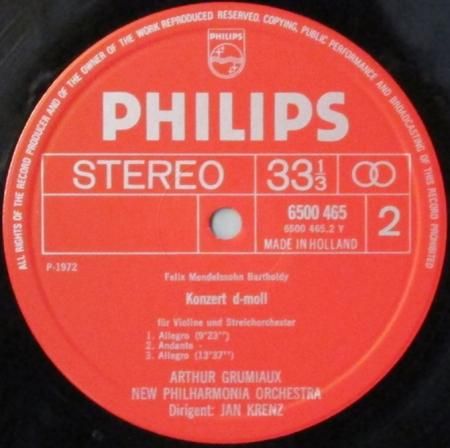 ALL RIGHTS OF THE RECORD PRODUCER AND OF THE OWNER OF THE WORK REPRODUCED RESERVED. COPYING, PUBLIC PERFORMANCE AND BROADCASTING OF THIS RECORD PROHIBITED
PHILIPS
PHILIPS
STEREO 33 1/3
6500 465
6500 465.2 Y
MADE IN HOLLAND
2
P-1972
Felix Mendelssohn Bartholdy
Konzert d-moll
für Violine und Streichorchester
1. Allegro (9'23'')
2. Andante -
3. Allegro (13'37'')
ARTHUR GRUMIAUX
NEW PHILHARMONIA ORCHESTRA
Dirigent: JAN KRENZ